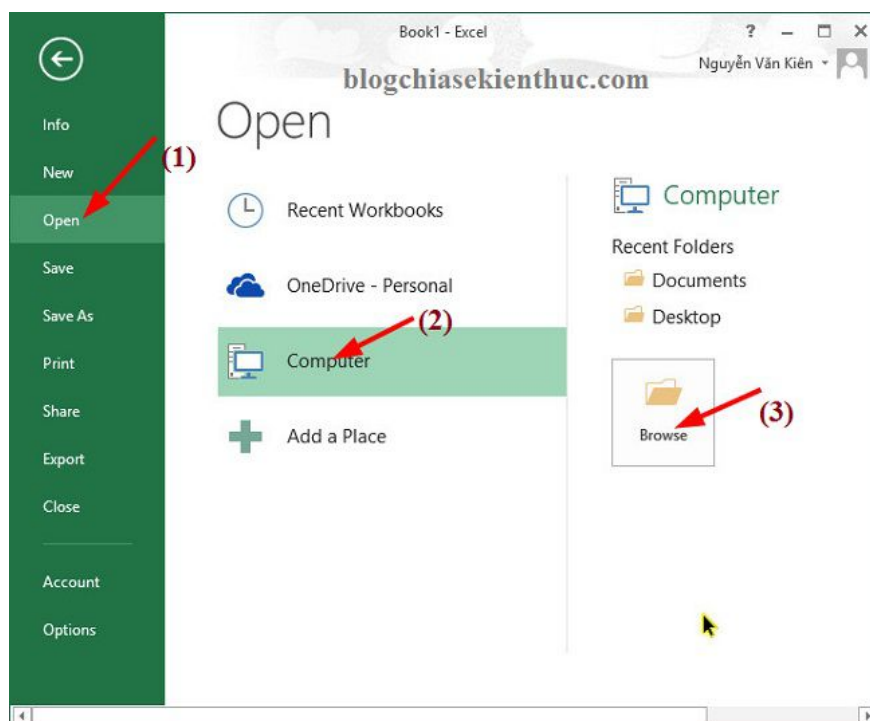 Book1 - Excel
?
Nguyễn Văn Kiên
blogchiasekienthuc.com
Info
New
Open
Save
Save As
Print
Share
Export
Close
Account
Options
(1)
Open
Recent Workbooks
OneDrive - Personal
(2)
Computer
Add a Place
Computer
Recent Folders
Documents
Desktop
Browse
(3)